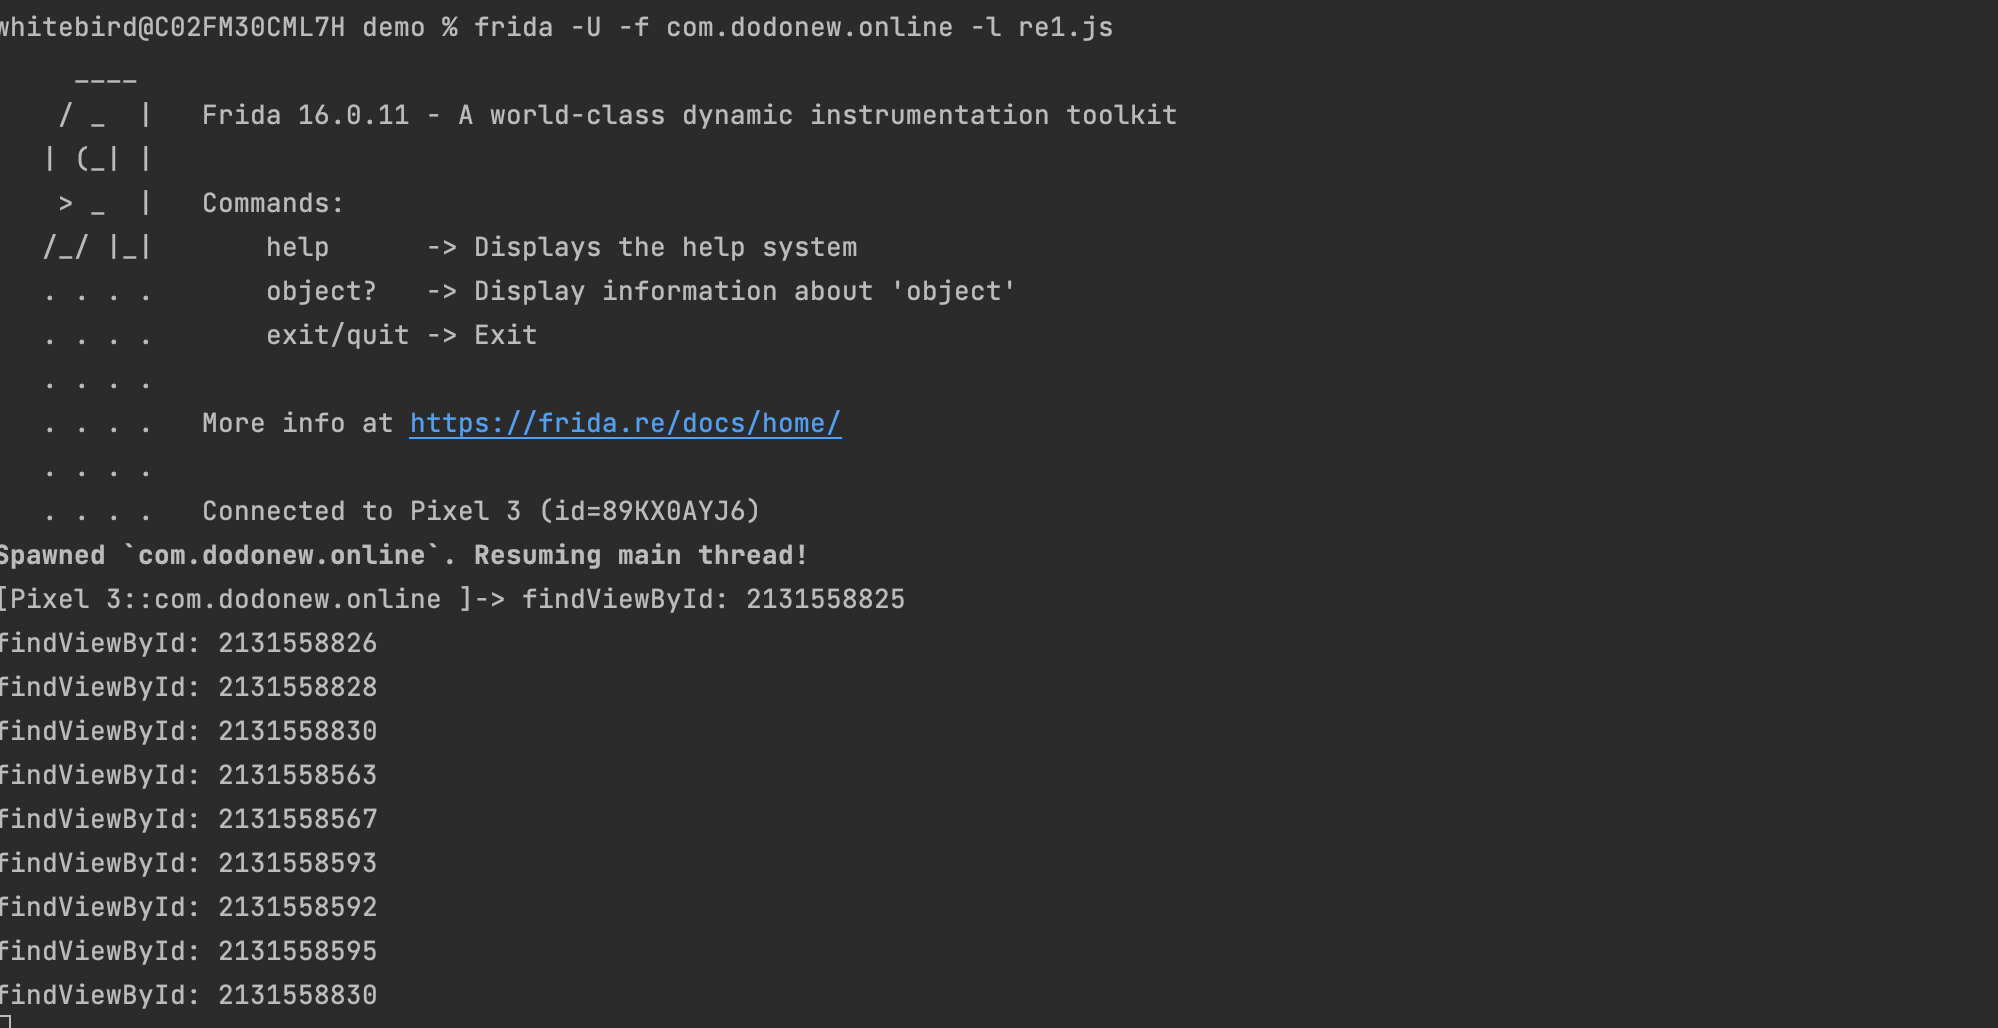 whitebird@C02FM30CML7H demo % frida -U -f com.dodonew.online -l re1.js
     ____
    / _  |   Frida 16.0.11 - A world-class dynamic instrumentation toolkit
   | (_| |
    > _  |   Commands:
   /_/ |_|       help      -> Displays the help system
   . . . .       object?   -> Display information about 'object'
   . . . .       exit/quit -> Exit
   . . . .
   . . . .   More info at https://frida.re/docs/home/
   . . . .
   . . . .   Connected to Pixel 3 (id=89KX0AYJ6)
Spawned `com.dodonew.online`. Resuming main thread!
[Pixel 3::com.dodonew.online ]-> findViewById: 2131558825
findViewById: 2131558826
findViewById: 2131558828
findViewById: 2131558830
findViewById: 2131558563
findViewById: 2131558567
findViewById: 2131558593
findViewById: 2131558592
findViewById: 2131558595
findViewById: 2131558830